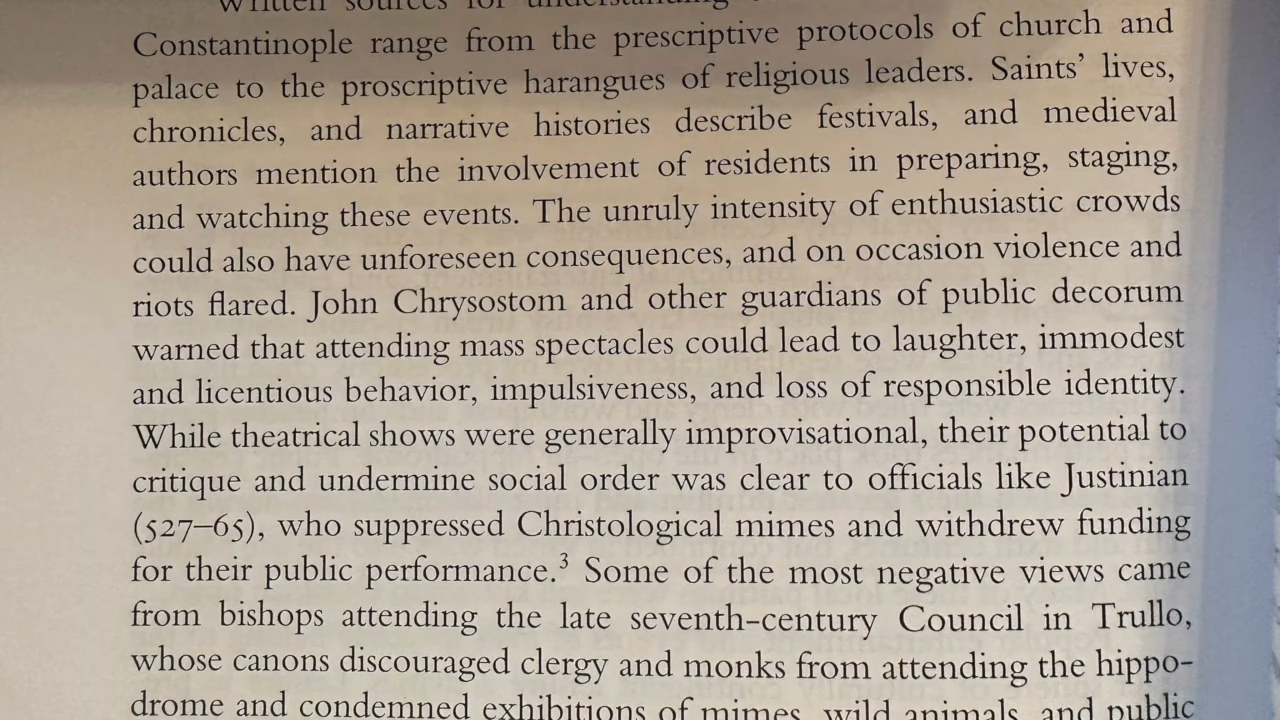 Written sources for understanding
Constantinople range from the prescriptive protocols of church and
palace to the proscriptive harangues of religious leaders. Saints’ lives,
chronicles, and narrative histories describe festivals, and medieval
authors mention the involvement of residents in preparing, staging,
and watching these events. The unruly intensity of enthusiastic crowds
could also have unforeseen consequences, and on occasion violence and
riots flared. John Chrysostom and other guardians of public decorum
warned that attending mass spectacles could lead to laughter, immodest
and licentious behavior, impulsiveness, and loss of responsible identity.
While theatrical shows were generally improvisational, their potential to
critique and undermine social order was clear to officials like Justinian
(527–65), who suppressed Christological mimes and withdrew funding
for their public performance.³ Some of the most negative views came
from bishops attending the late seventh-century Council in Trullo,
whose canons discouraged clergy and monks from attending the hippo-
drome and condemned exhibitions of mimes, wild animals, and public